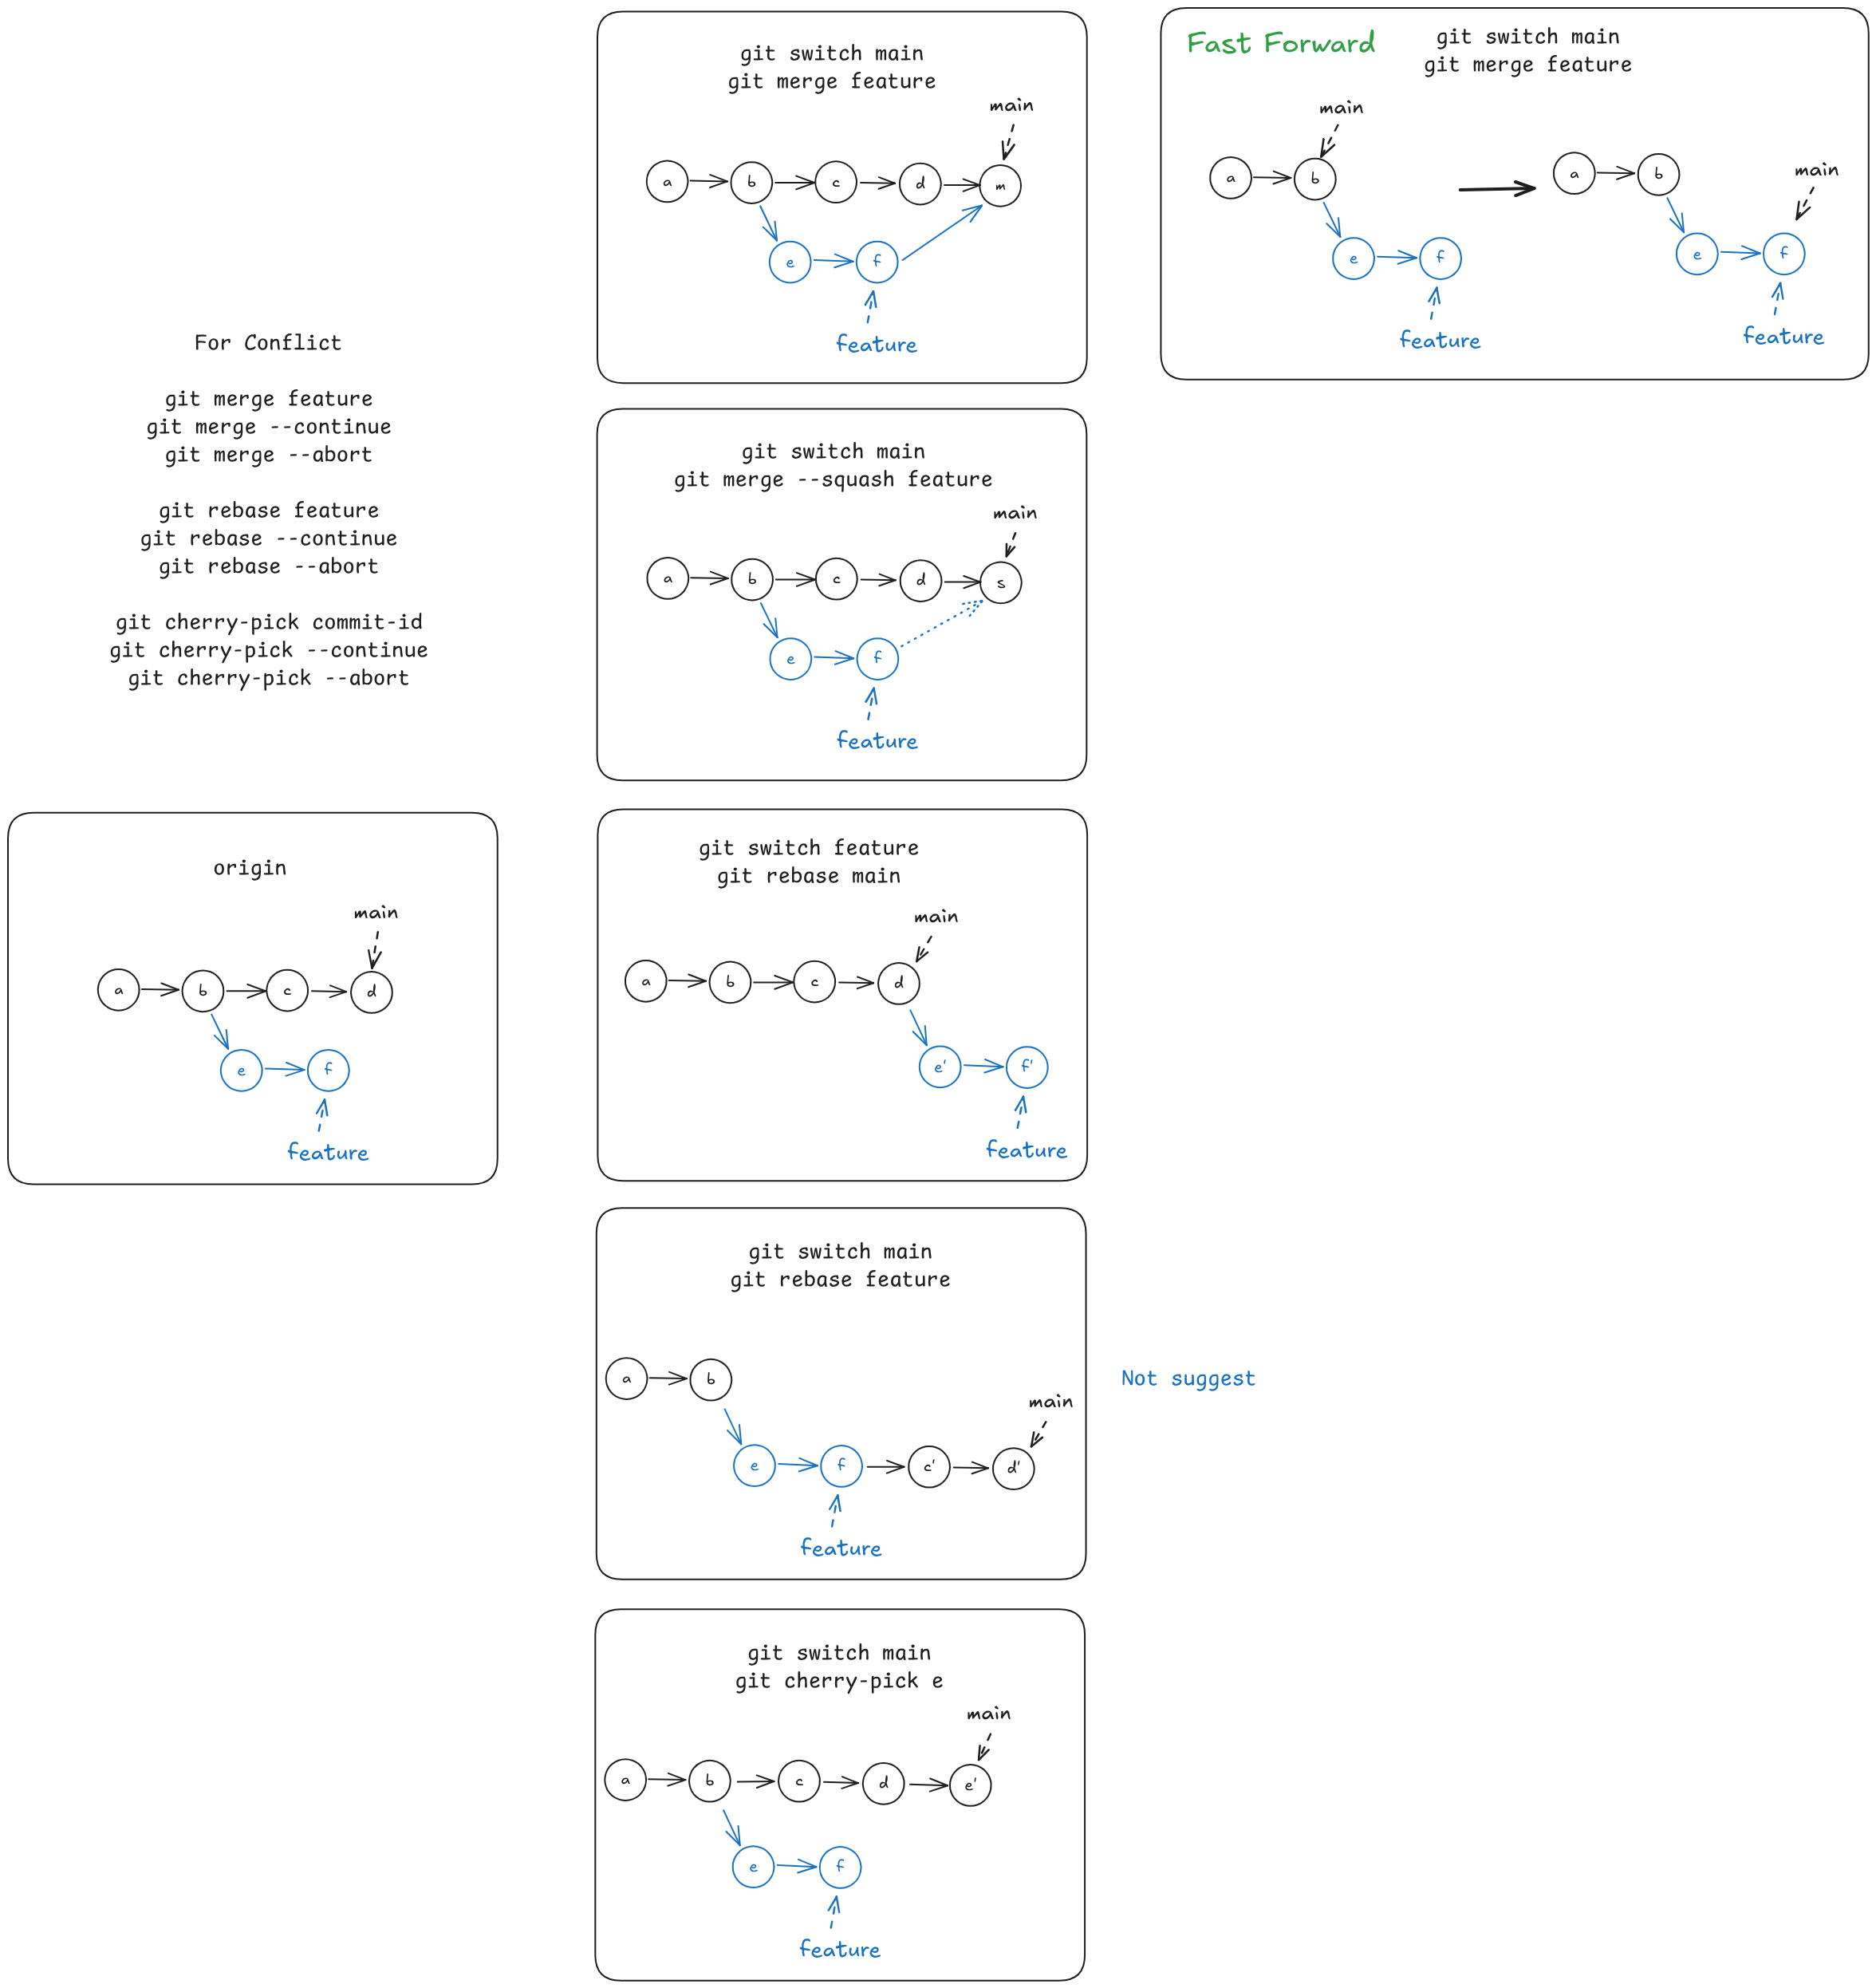 For Conflict
git merge feature
git merge --continue
git merge --abort
git rebase feature
git rebase --continue
git rebase --abort
git cherry-pick commit-id
git cherry-pick --continue
git cherry-pick --abort
origin
main
a b c d
e f
feature
git switch main
git merge feature
main
a b c d m
e f
feature
Fast Forward
git switch main
git merge feature
main
a b
e f
feature
main
a b
e f
feature
git switch main
git merge --squash feature
main
a b c d s
e f
feature
git switch feature
git rebase main
main
a b c d
e' f'
feature
git switch main
git rebase feature
a b
main
e f c' d'
feature
Not suggest
git switch main
git cherry-pick e
main
a b c d e'
e f
feature